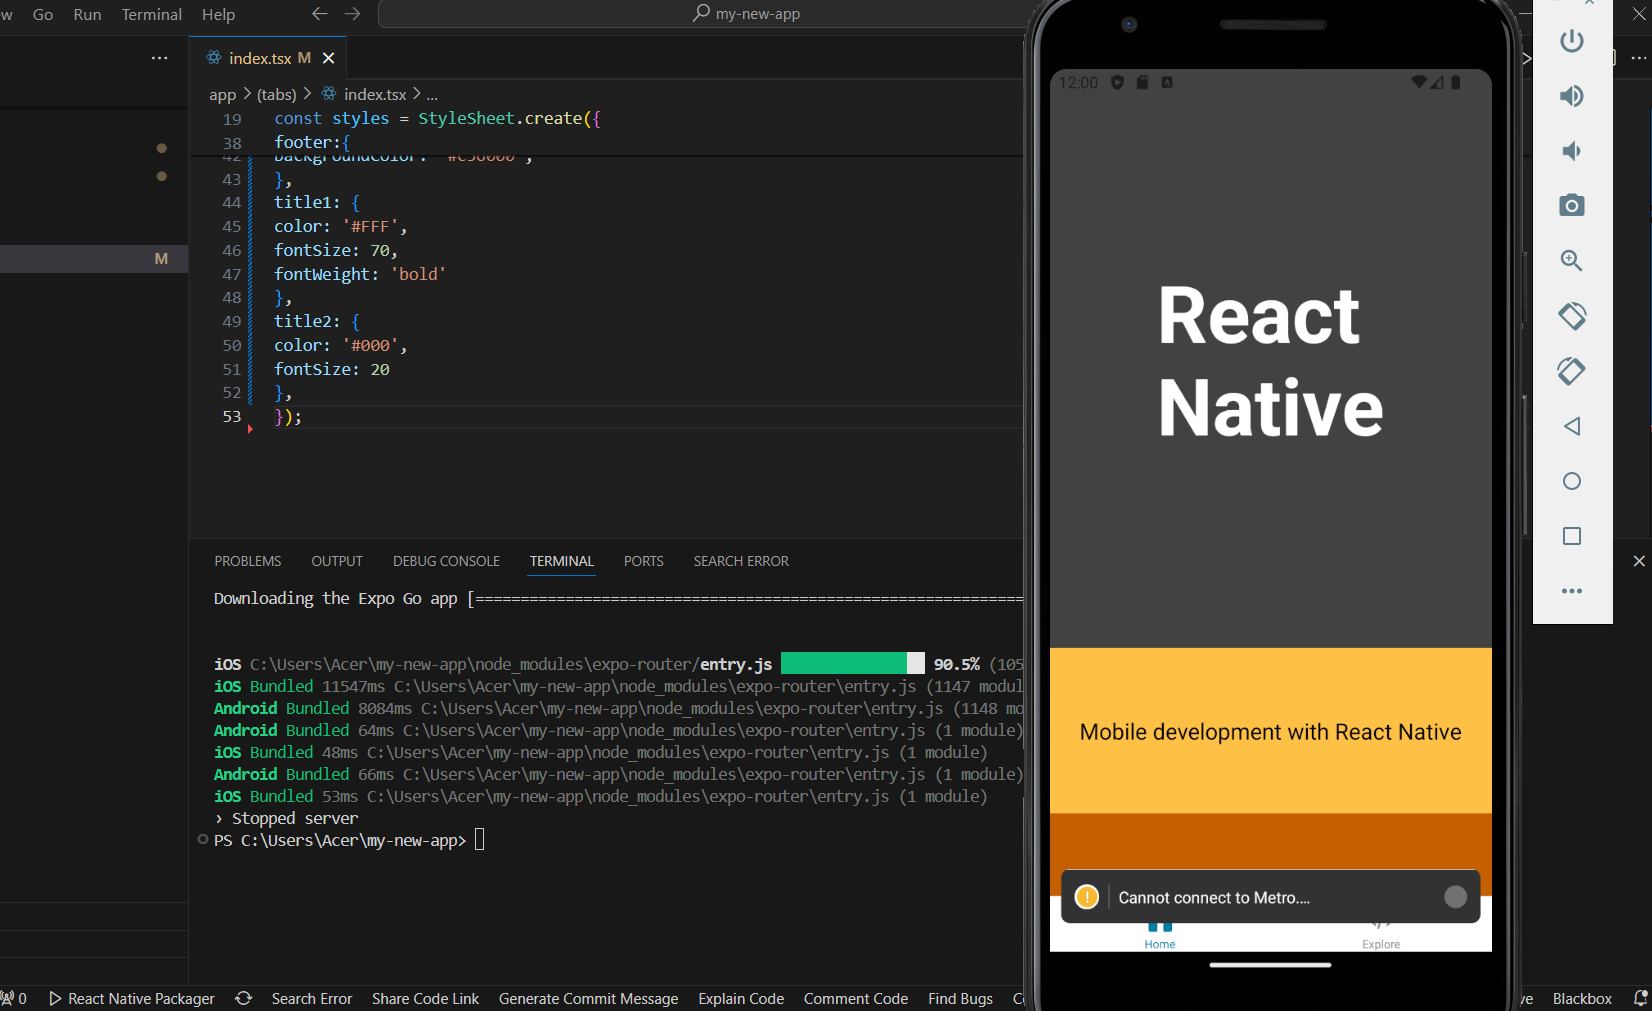 w Go Run Terminal Help
my-new-app
index.tsx M
app > (tabs) > index.tsx > ...
19 const styles = StyleSheet.create({
38 footer:{
42 backgroundColor:
43 },
44 title1: {
45 color: '#FFF',
46 fontSize: 70,
47 fontWeight: 'bold'
48 },
49 title2: {
50 color: '#000',
51 fontSize: 20
52 },
53 });
M
PROBLEMS OUTPUT DEBUG CONSOLE TERMINAL PORTS SEARCH ERROR
Downloading the Expo Go app [=============================================================
iOS C:\Users\Acer\my-new-app\node_modules\expo-router/entry.js 90.5% (105
iOS Bundled 11547ms C:\Users\Acer\my-new-app\node_modules\expo-router\entry.js (1147 modul
Android Bundled 8084ms C:\Users\Acer\my-new-app\node_modules\expo-router\entry.js (1148 mo
Android Bundled 64ms C:\Users\Acer\my-new-app\node_modules\expo-router\entry.js (1 module)
iOS Bundled 48ms C:\Users\Acer\my-new-app\node_modules\expo-router\entry.js (1 module)
Android Bundled 66ms C:\Users\Acer\my-new-app\node_modules\expo-router\entry.js (1 module)
iOS Bundled 53ms C:\Users\Acer\my-new-app\node_modules\expo-router\entry.js (1 module)
› Stopped server
PS C:\Users\Acer\my-new-app>
12:00
React
Native
Mobile development with React Native
Cannot connect to Metro....
Home Explore
0 React Native Packager Search Error Share Code Link Generate Commit Message Explain Code Comment Code Find Bugs C ve Blackbox